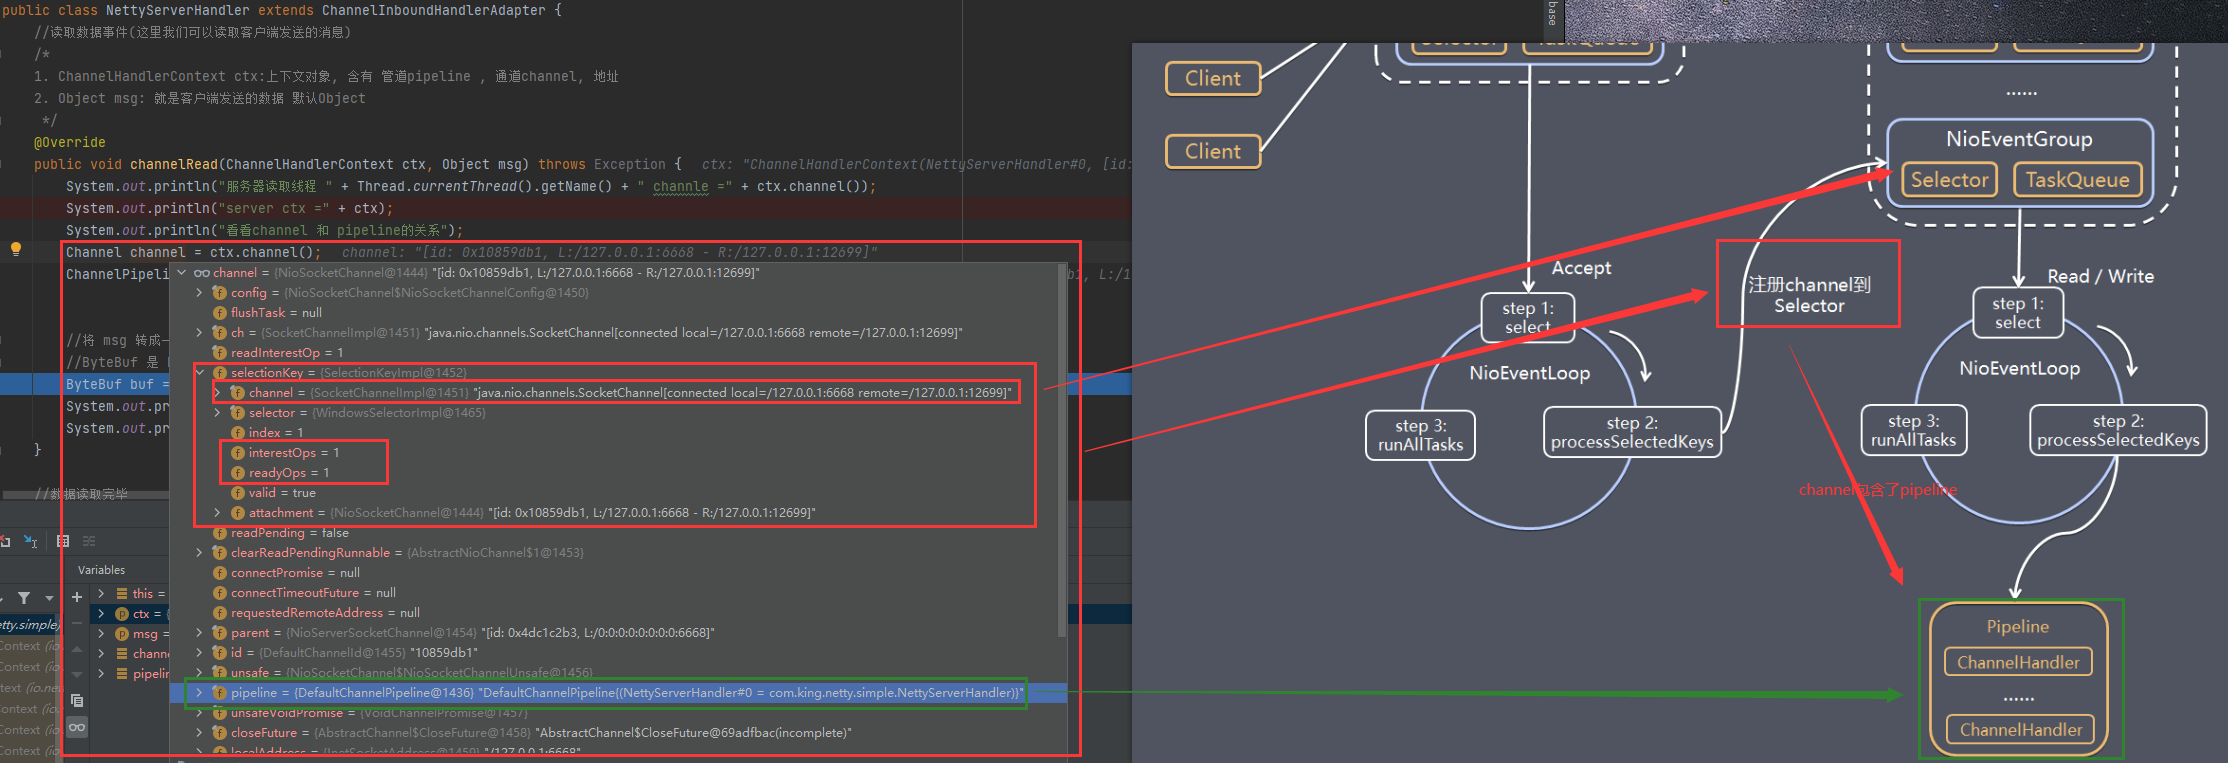 public class NettyServerHandler extends ChannelInboundHandlerAdapter {
//读取数据事件(这里我们可以读取客户端发送的消息)
/*
1. ChannelHandlerContext ctx:上下文对象, 含有 管道pipeline , 通道channel, 地址
2. Object msg: 就是客户端发送的数据 默认Object
*/
@Override
public void channelRead(ChannelHandlerContext ctx, Object msg) throws Exception {   ctx: "ChannelHandlerContext(NettyServerHandler#0, [id:
System.out.println("服务器读取线程 " + Thread.currentThread().getName() + " channle =" + ctx.channel());
System.out.println("server ctx =" + ctx);
System.out.println("看看channel 和 pipeline的关系");
Channel channel = ctx.channel();   channel: "[id: 0x10859db1, L:/127.0.0.1:6668 - R:/127.0.0.1:12699]"
ChannelPipeli
channel = {NioSocketChannel@1444} "[id: 0x10859db1, L:/127.0.0.1:6668 - R:/127.0.0.1:12699]"
config = {NioSocketChannel$NioSocketChannelConfig@1450}
flushTask = null
ch = {SocketChannelImpl@1451} "java.nio.channels.SocketChannel[connected local=/127.0.0.1:6668 remote=/127.0.0.1:12699]"
readInterestOp = 1
selectionKey = {SelectionKeyImpl@1452}
channel = {SocketChannelImpl@1451} "java.nio.channels.SocketChannel[connected local=/127.0.0.1:6668 remote=/127.0.0.1:12699]"
selector = {WindowsSelectorImpl@1465}
index = 1
interestOps = 1
readyOps = 1
valid = true
attachment = {NioSocketChannel@1444} "[id: 0x10859db1, L:/127.0.0.1:6668 - R:/127.0.0.1:12699]"
readPending = false
clearReadPendingRunnable = {AbstractNioChannel$1@1453}
connectPromise = null
connectTimeoutFuture = null
requestedRemoteAddress = null
parent = {NioServerSocketChannel@1454} "[id: 0x4dc1c2b3, L:/0:0:0:0:0:0:0:0:6668]"
id = {DefaultChannelId@1455} "10859db1"
unsafe = {NioSocketChannel$NioSocketChannelUnsafe@1456}
pipeline = {DefaultChannelPipeline@1436} "DefaultChannelPipeline{(NettyServerHandler#0 = com.king.netty.simple.NettyServerHandler)}"
unsafeVoidPromise = {VoidChannelPromise@1457}
closeFuture = {AbstractChannel$CloseFuture@1458} "AbstractChannel$CloseFuture@69adfbac(incomplete)"
localAddress = {InetSocketAddress@1459} "/127.0.0.1:6668"
//将 msg 转成一
//ByteBuf 是
ByteBuf buf =
System.out.pr
System.out.pr
}
//数据读取完毕
Variables
this =
ctx = {
msg =
chann
pipelin
etty.simple)
Context (io.
Context (io.
text (io.net
Context (io.
Context (io.
Context (io.
base
Client
Client
Selector
TaskQueue
Accept
step 1:
select
NioEventLoop
step 3:
runAllTasks
step 2:
processSelectedKeys
注册channel到
Selector
......
NioEventGroup
Selector
TaskQueue
Read / Write
step 1:
select
NioEventLoop
step 3:
runAllTasks
step 2:
processSelectedKeys
channel包含了pipeline
Pipeline
ChannelHandler
......
ChannelHandler